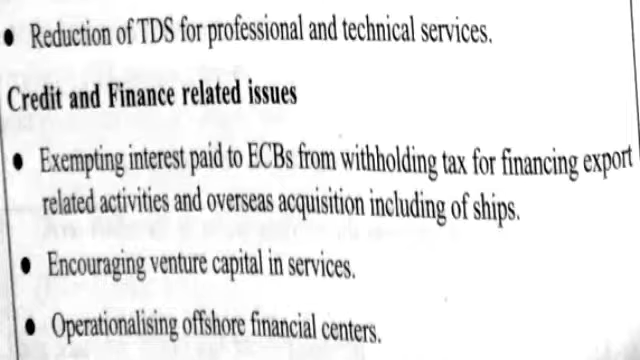 ● Reduction of TDS for professional and technical services.
Credit and Finance related issues
● Exempting interest paid to ECBs from withholding tax for financing export
related activities and overseas acquisition including of ships.
● Encouraging venture capital in services.
● Operationalising offshore financial centers.